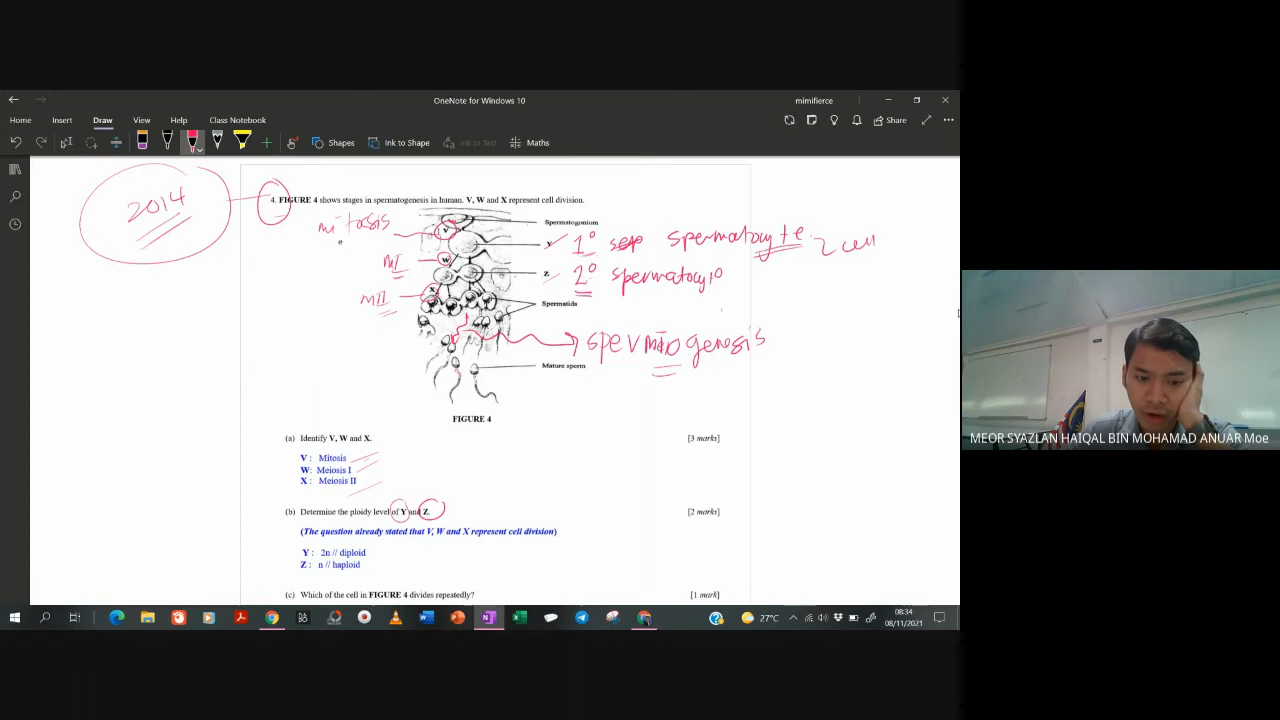 OneNote for Windows 10
mimifierce
Home Insert Draw View Help Class Notebook
Share
Shapes Ink to Shape Ink to Text Maths
2014
4. FIGURE 4 shows stages in spermatogenesis in human. V, W and X represent cell division.
mitosis
V
Spermatogonium
e
Y
1° spermatocyte 2 cell
MI
W
Z
2° spermatocyto
MII
X
Spermatids
Mature sperm
FIGURE 4
(a) Identify V, W and X. [3 marks]
V : Mitosis
W: Meiosis I
X : Meiosis II
(b) Determine the ploidy level of Y and Z. [2 marks]
(The question already stated that V, W and X represent cell division)
Y : 2n // diploid
Z : n // haploid
(c) Which of the cell in FIGURE 4 divides repeatedly? [1 mark]
MEOR SYAZLAN HAIQAL BIN MOHAMAD ANUAR Moe
27°C
08:34
08/11/2021